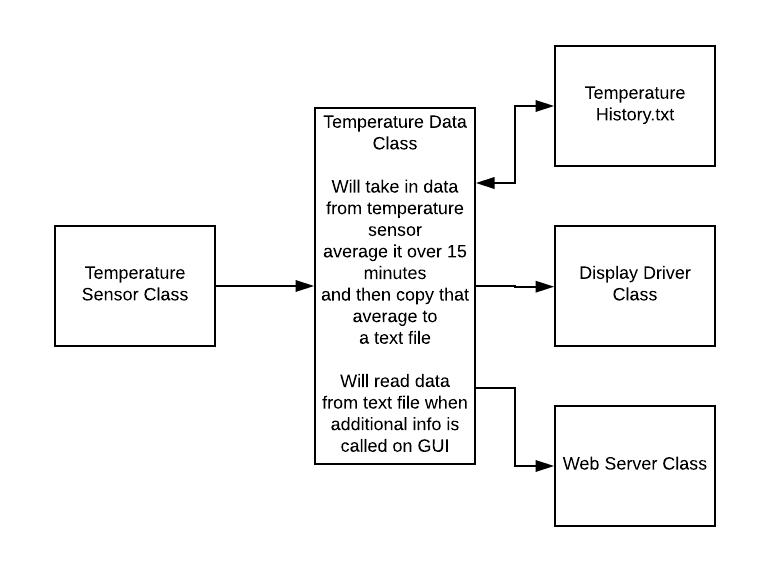 Temperature
Sensor Class
Temperature Data
Class
Will take in data
from temperature
sensor
average it over 15
minutes
and then copy that
average to
a text file
Will read data
from text file when
additional info is
called on GUI
Temperature
History.txt
Display Driver
Class
Web Server Class